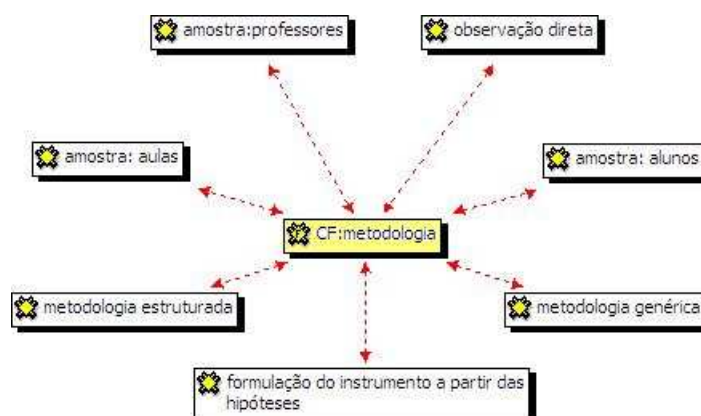 amostra:professores
observação direta
amostra: aulas
amostra: alunos
CF:metodologia
metodologia estruturada
metodologia genérica
formulação do instrumento a partir das
hipóteses